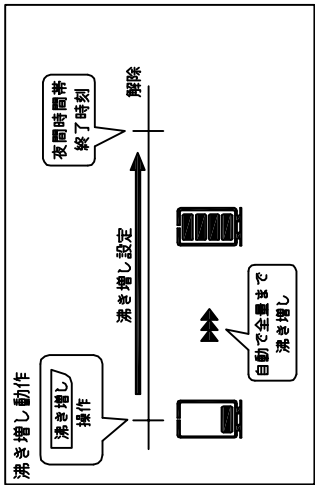 沸き増し動作
沸き増し
操作
沸き増し設定
夜間時間帯
終了時刻
解除
自動で全量まで
沸き増し